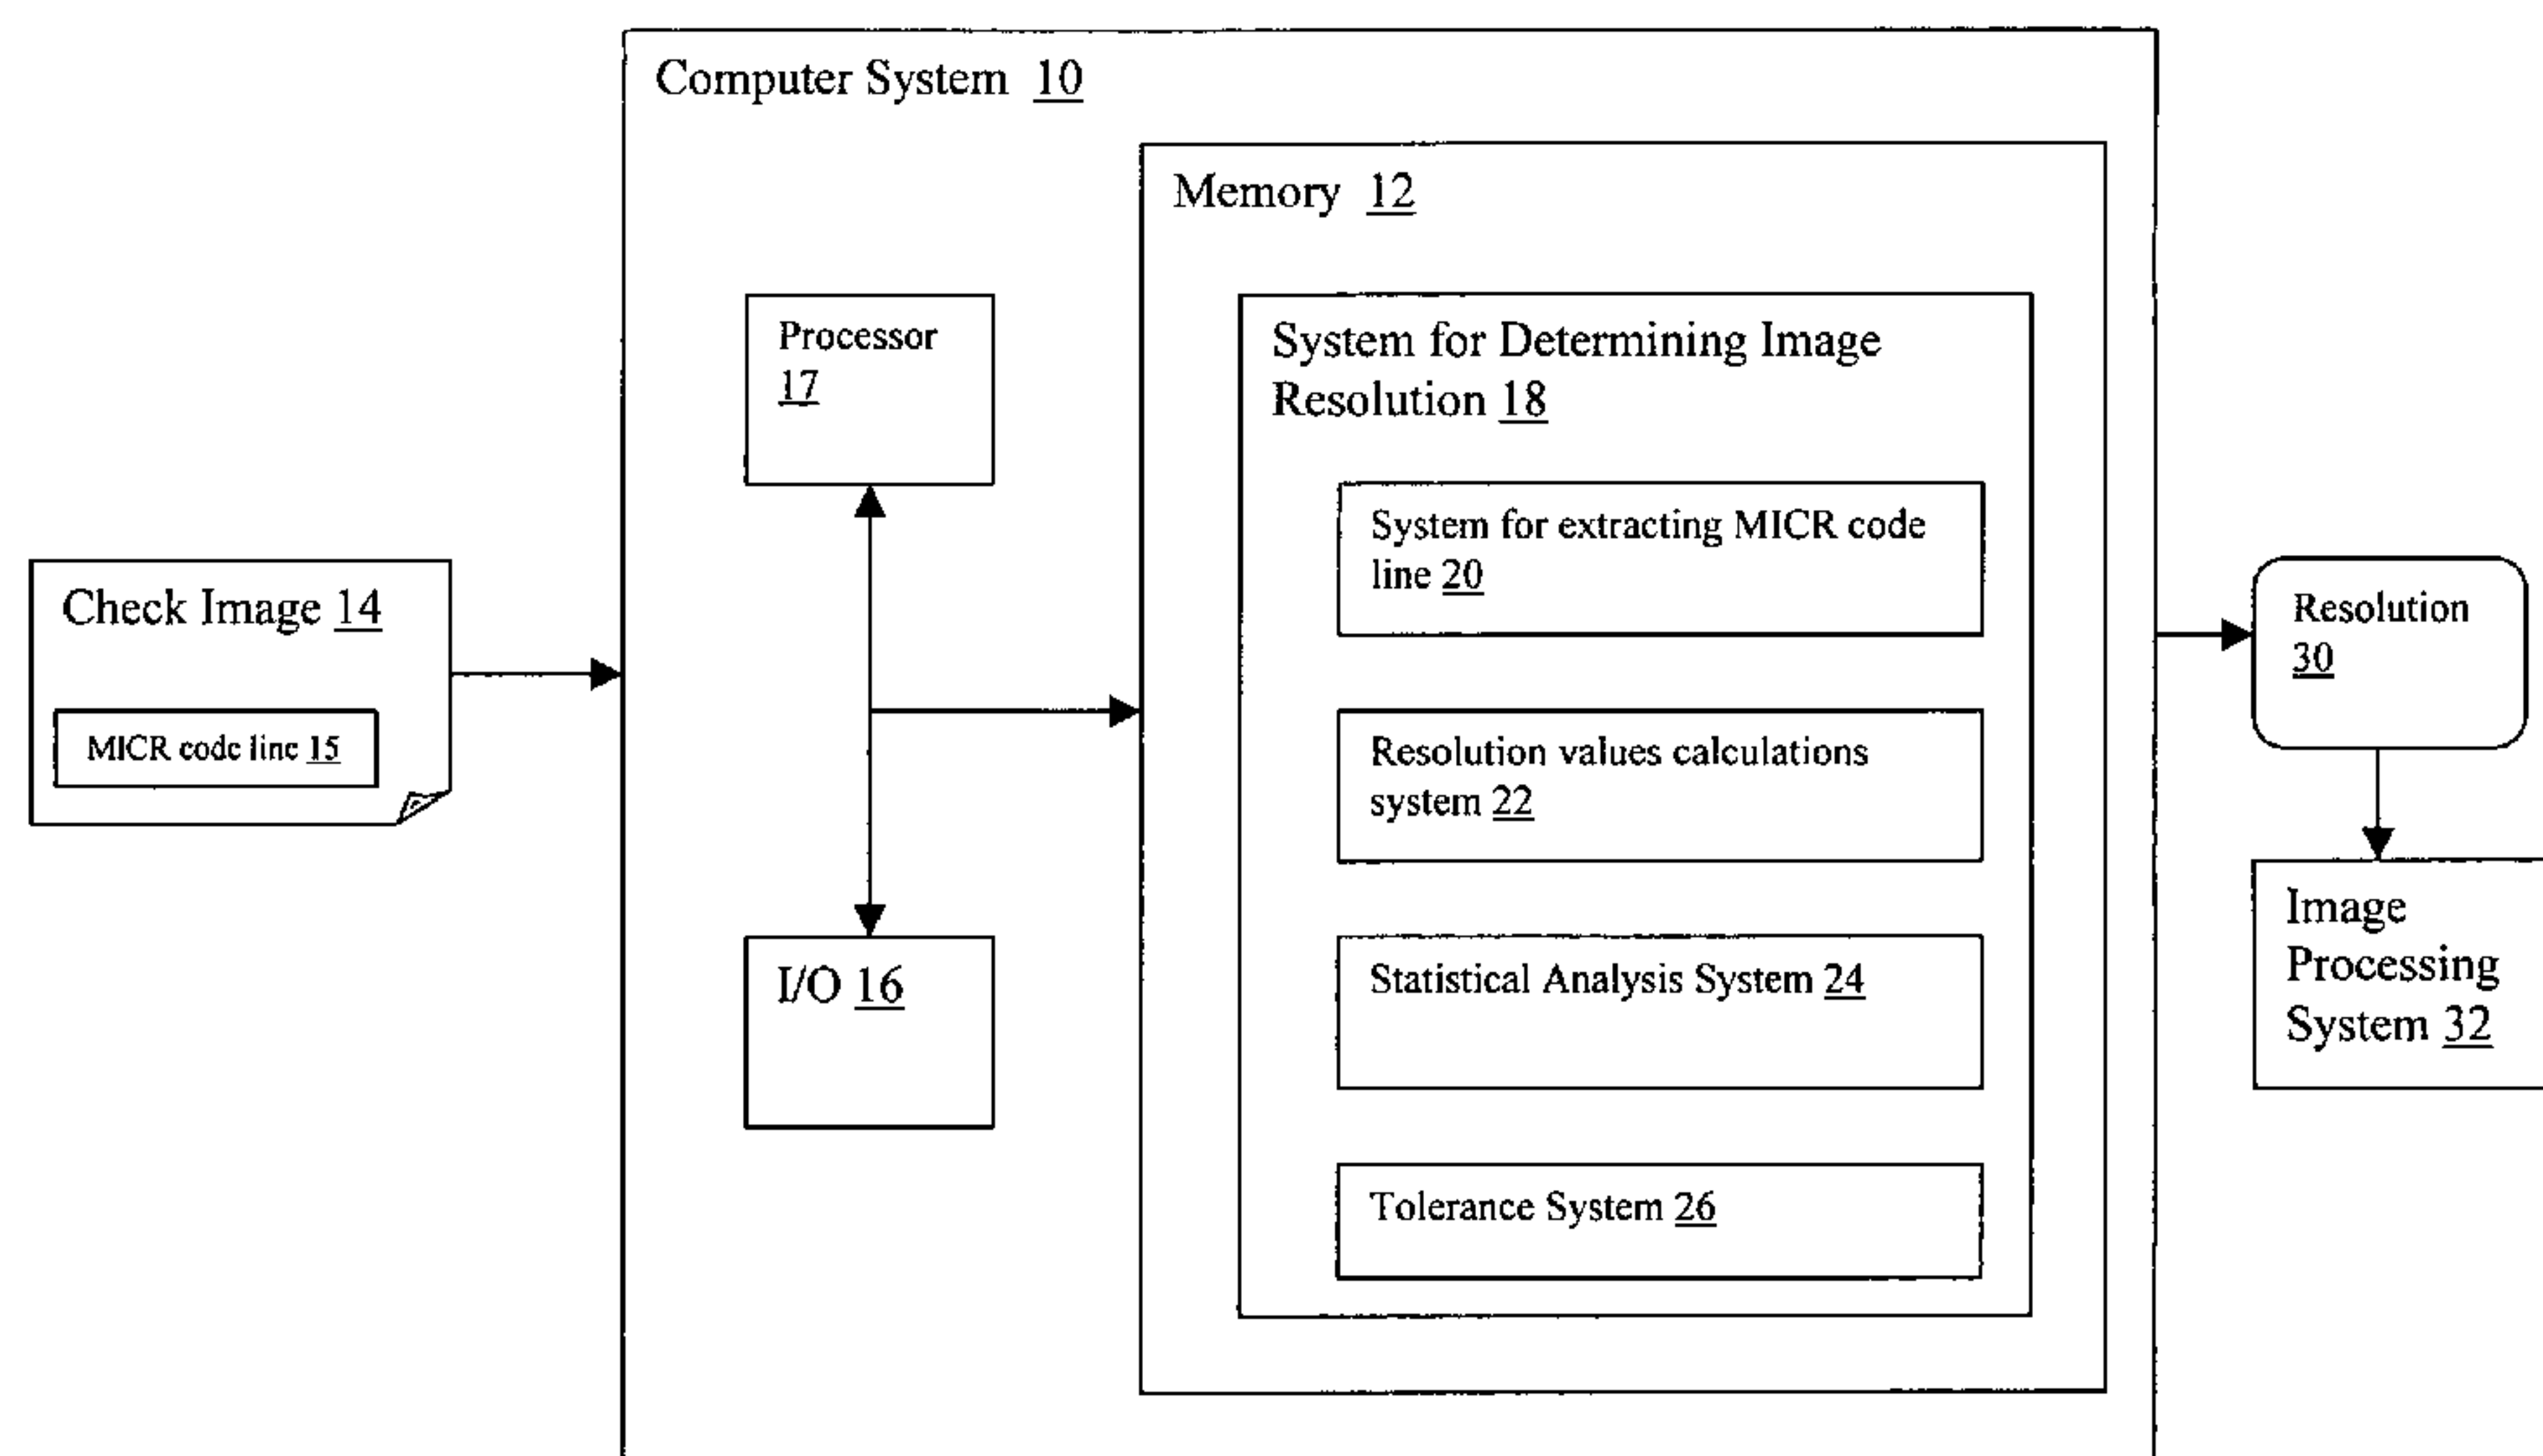 Computer System 10
Memory 12
Processor
17
System for Determining Image
Resolution 18
System for extracting MICR code
line 20
Check Image 14
MICR code line 15
Resolution
30
Resolution values calculations
system 22
I/O 16
Statistical Analysis System 24
Image
Processing
System 32
Tolerance System 26